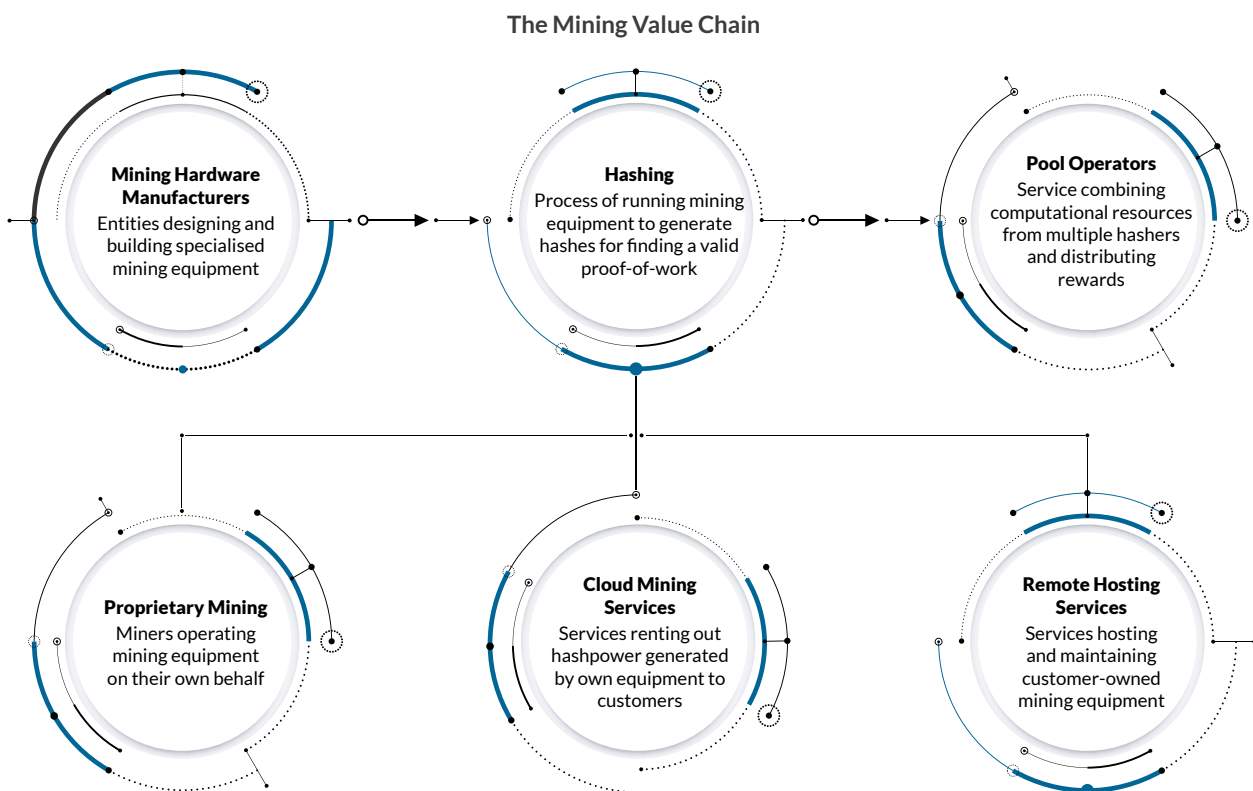 The Mining Value Chain
Mining Hardware
Manufacturers
Entities designing and
building specialised
mining equipment
Hashing
Process of running mining
equipment to generate
hashes for finding a valid
proof-of-work
Pool Operators
Service combining
computational resources
from multiple hashers
and distributing
rewards
Proprietary Mining
Miners operating
mining equipment
on their own behalf
Cloud Mining
Services
Services renting out
hashpower generated
by own equipment to
customers
Remote Hosting
Services
Services hosting
and maintaining
customer-owned
mining equipment